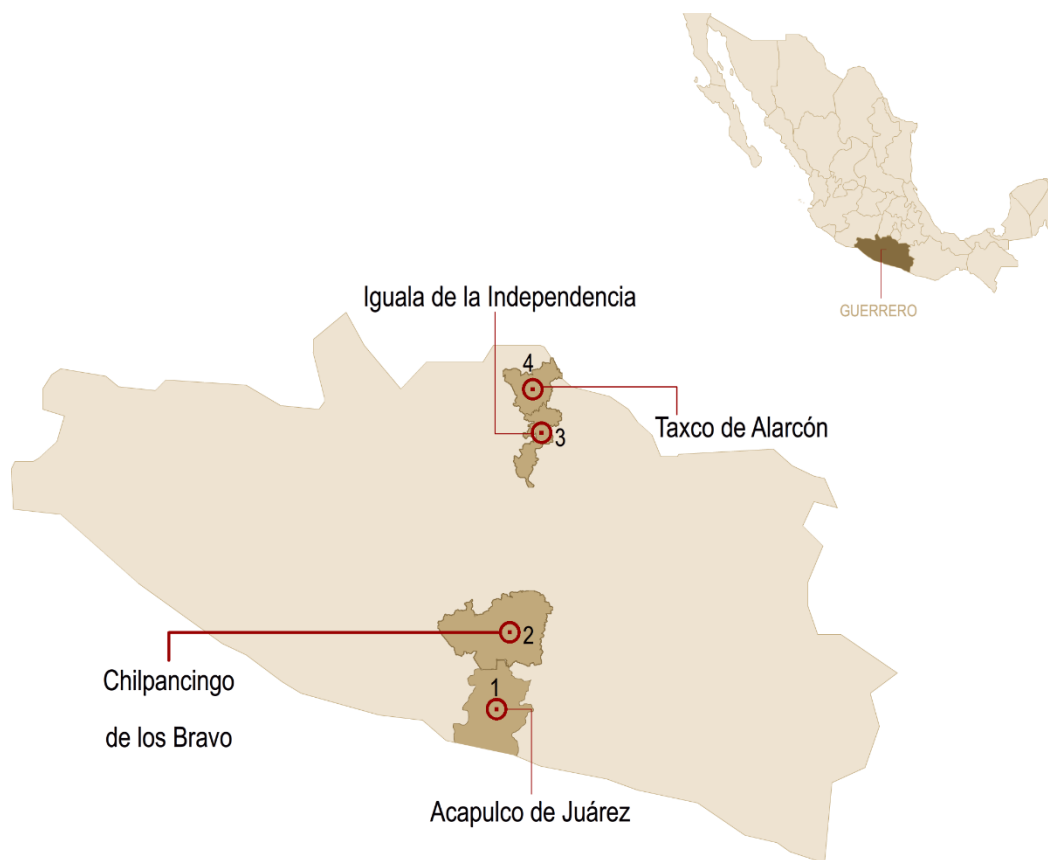 GUERRERO
Iguala de la Independencia
4
Taxco de Alarcón
3
2
Chilpancingo
de los Bravo
1
Acapulco de Juárez